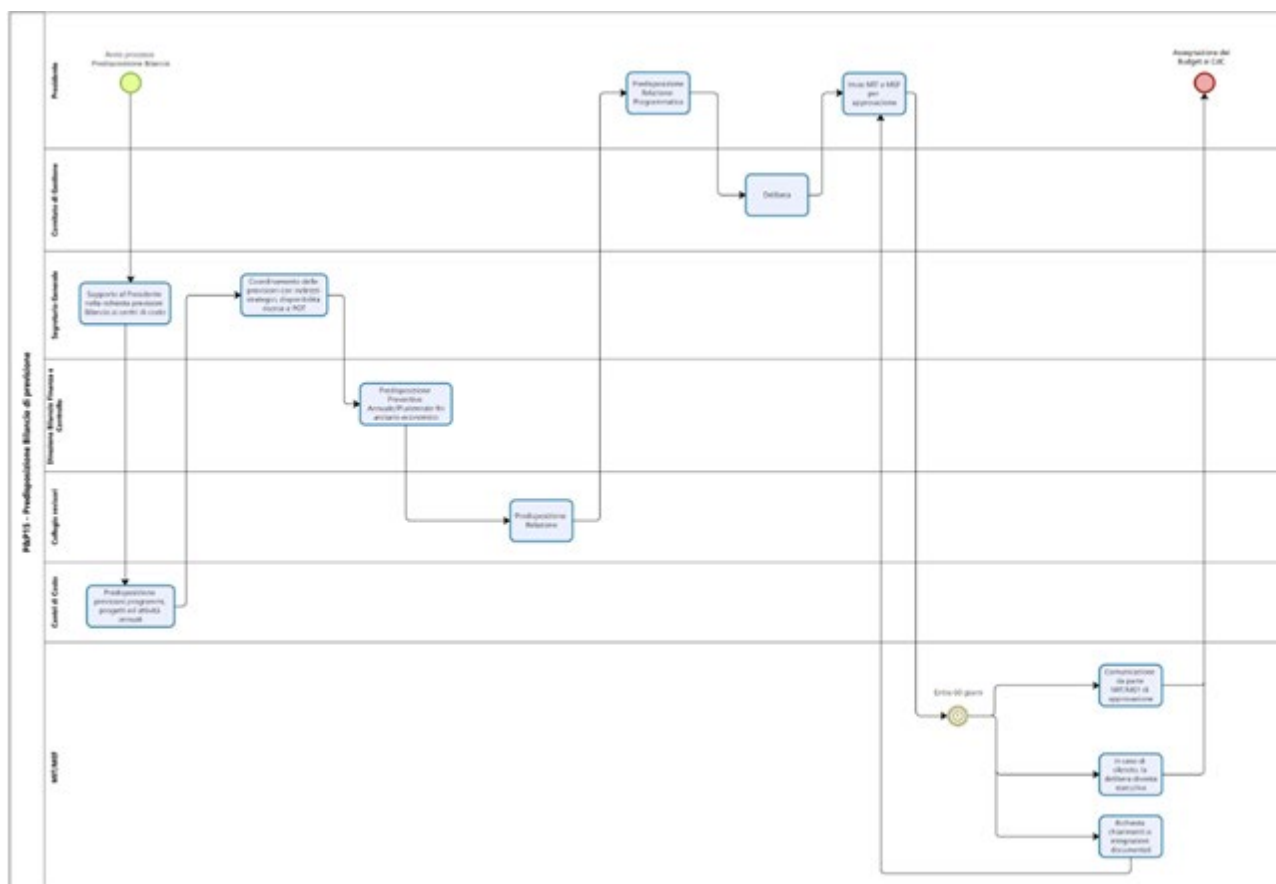 P&P15 - Predisposizione Bilancio di previsione
Presidente
Avvio processo
Predisposizione Bilancio
Predisposizione
Relazione
Programmatica
Invio MIT e MEF
per
approvazione
Assegnazione del
Budget ai CdC
Comitato di Gestione
Delibera
Segretario Generale
Supporto al Presidente
nella richiesta previsioni
Bilancio ai centri di costo
Coordinamento delle
previsioni con indirizzi
strategici, disponibilità
risorse e POT
Direzione Bilancio Finanza e
Controllo
Predisposizione
Preventivo
Annuale/Pluriennale fin
anziario economico
Collegio revisori
Predisposizione
Relazione
Centri di Costo
Predisposizione
previsioni programmi,
progetti ed attività
annuali
MIT/MEF
Entro 60 giorni
Comunicazione
da parte
MIT/MEF di
approvazione
In caso di
silenzio, la
delibera diventa
esecutiva
Richiesta
chiarimenti o
integrazioni
documentali